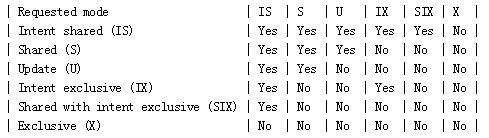 | Requested mode | IS | S | U | IX | SIX | X |
| Intent shared (IS) | Yes | Yes | Yes | Yes | Yes | No |
| Shared (S) | Yes | Yes | Yes | No | No | No |
| Update (U) | Yes | Yes | No | No | No | No |
| Intent exclusive (IX) | Yes | No | No | Yes | No | No |
| Shared with intent exclusive (SIX) | Yes | No | No | No | No | No |
| Exclusive (X) | No | No | No | No | No | No |